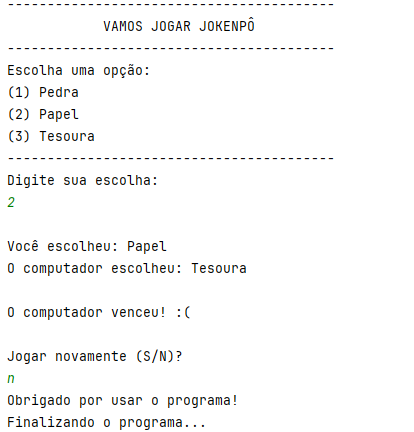 -----------------------------------------
VAMOS JOGAR JOKENPÔ
-----------------------------------------
Escolha uma opção:
(1) Pedra
(2) Papel
(3) Tesoura
-----------------------------------------
Digite sua escolha:
2
Você escolheu: Papel
O computador escolheu: Tesoura
O computador venceu! :(
Jogar novamente (S/N)?
n
Obrigado por usar o programa!
Finalizando o programa...